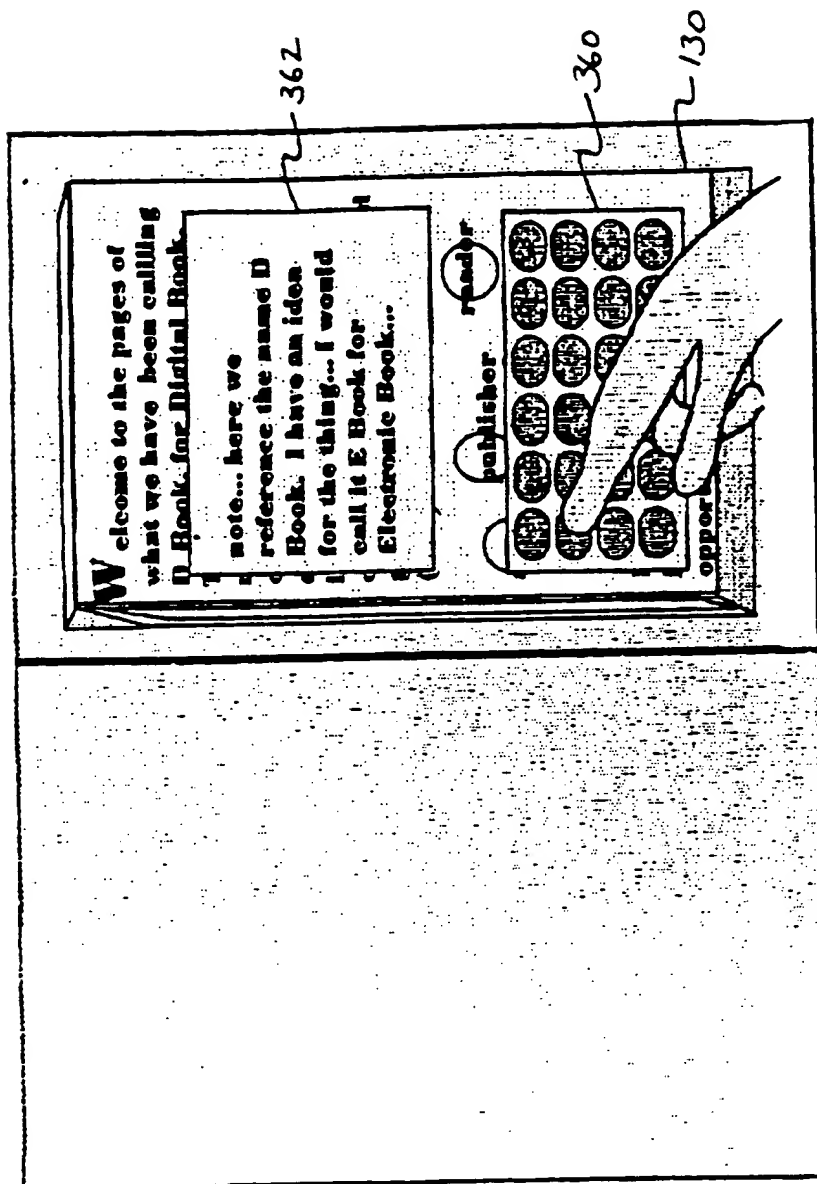 Welcome to the pages of
what we have been calling
D Book, for Digital Book.
note... here we
reference the name D
Book. I have an idea
for the thing... I would
call it E Book for
Electronic Book...
publisher
reader
oppor
362
360
130